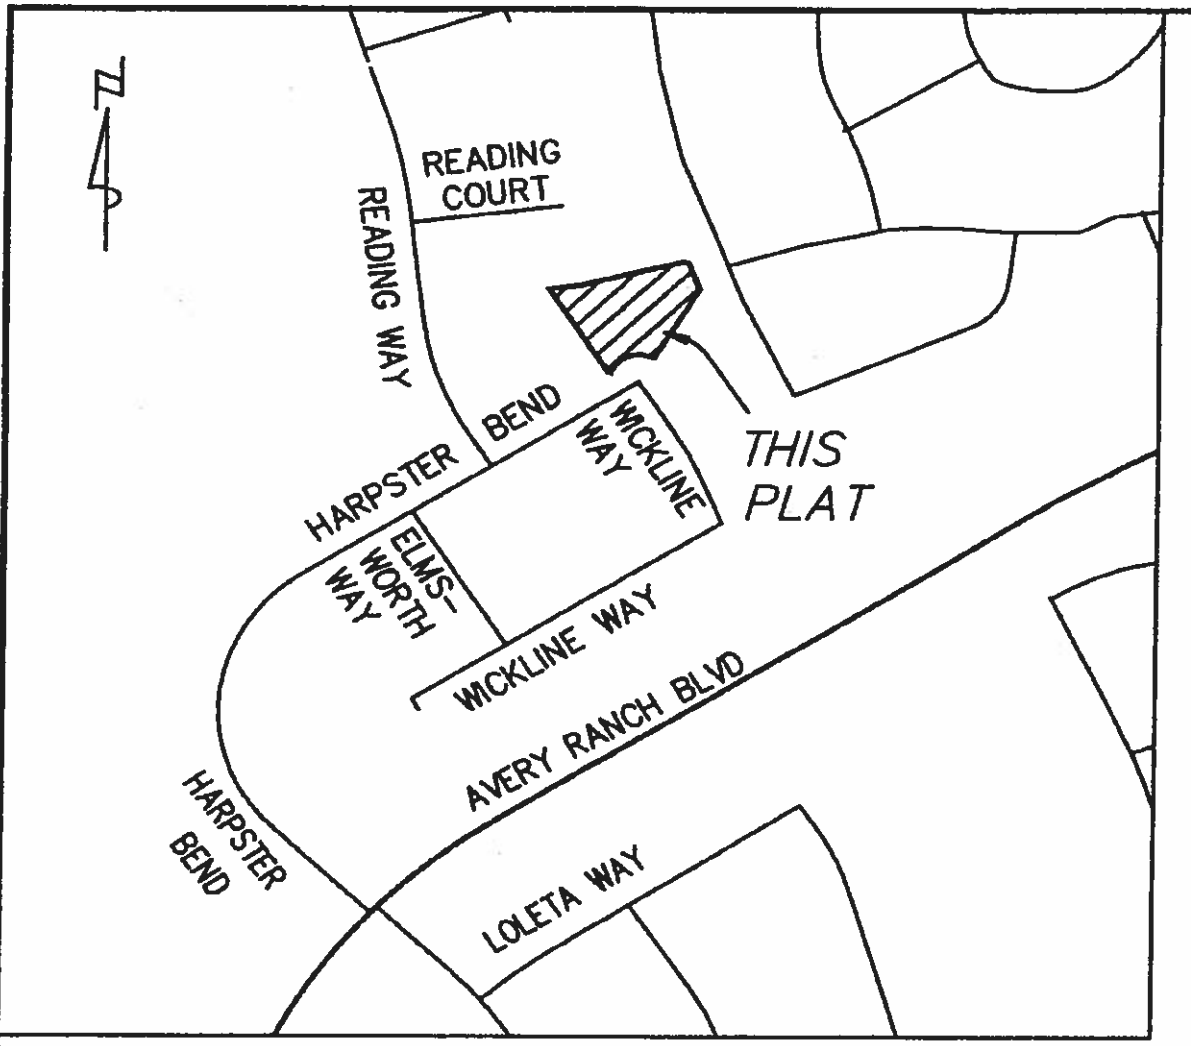 N
READING
COURT
READING WAY
HARPSTER BEND
WICKLINE
WAY
THIS
PLAT
ELMS-
WORTH
WAY
WICKLINE WAY
AVERY RANCH BLVD
HARPSTER
BEND
LOLETA WAY